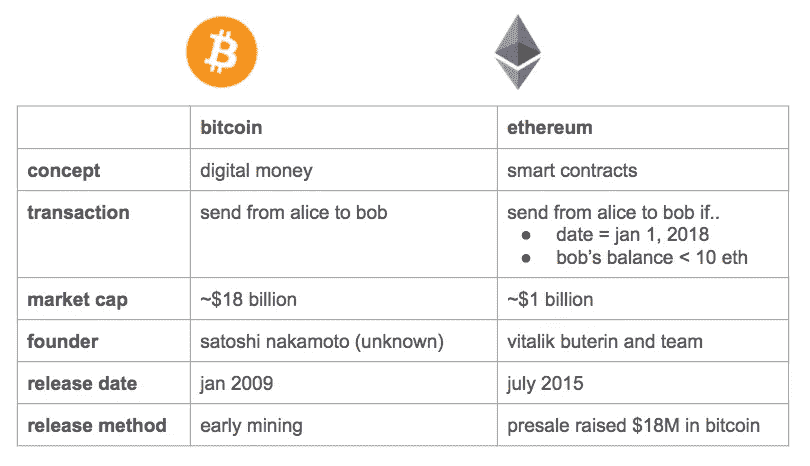 bitcoin ethereum
concept digital money smart contracts
transaction send from alice to bob send from alice to bob if..
● date = jan 1, 2018
● bob's balance < 10 eth
market cap ~$18 billion ~$1 billion
founder satoshi nakamoto (unknown) vitalik buterin and team
release date jan 2009 july 2015
release method early mining presale raised $18M in bitcoin